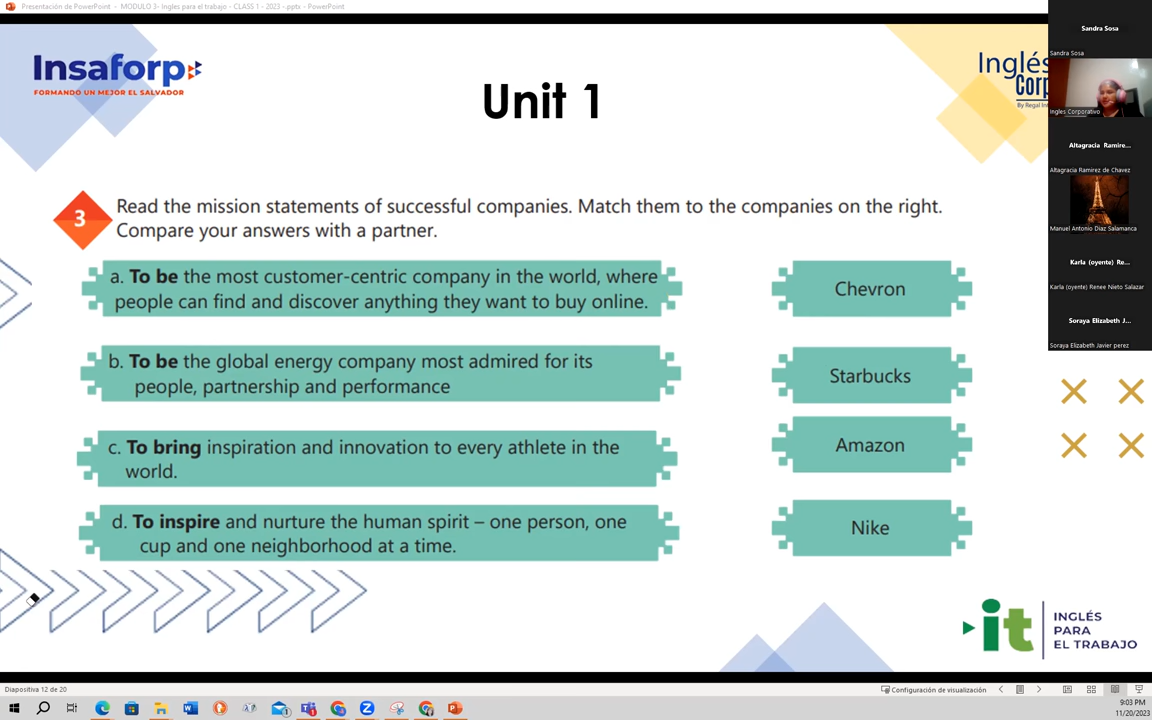 Presentación de PowerPoint - MODULO 3- Ingles para el trabajo - CLASS 1 - 2023 - .pptx - PowerPoint
Insaforp
FORMANDO UN MEJOR EL SALVADOR
Unit 1
Inglés
Corp
By Regal Int
Sandra Sosa
Sandra Sosa
Ingles Corporativo
Altagracia Ramire...
Altagracia Ramirez de Chavez
Manuel Antonio Diaz Salamanca
Karla (oyente) Re...
Karla (oyente) Renee Nieto Salazar
Soraya Elizabeth J...
Soraya Elizabeth Javier perez
3
Read the mission statements of successful companies. Match them to the companies on the right.
Compare your answers with a partner.
a. To be the most customer-centric company in the world, where
people can find and discover anything they want to buy online.
Chevron
b. To be the global energy company most admired for its
people, partnership and performance
Starbucks
c. To bring inspiration and innovation to every athlete in the
world.
Amazon
d. To inspire and nurture the human spirit – one person, one
cup and one neighborhood at a time.
Nike
it
INGLÉS
PARA
EL TRABAJO
Diapositiva 12 de 20
Configuración de visualización
9:03 PM
11/20/2023